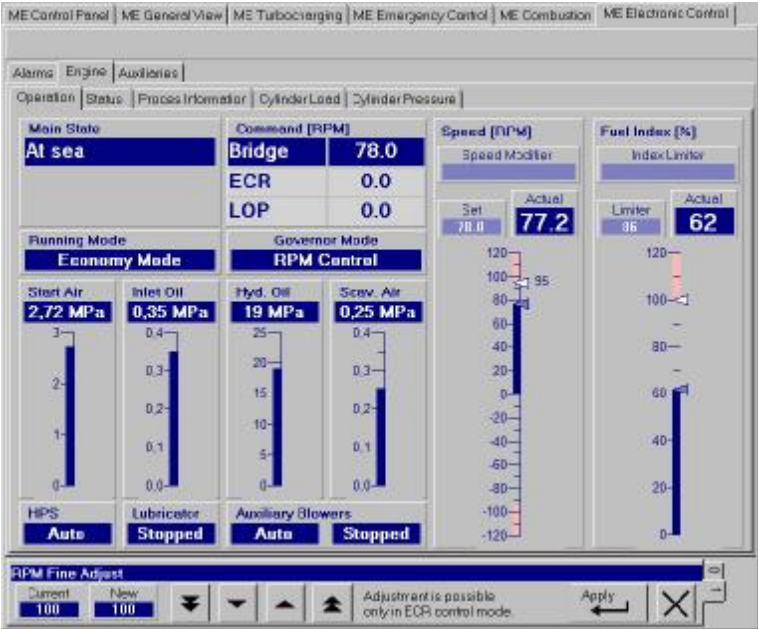 ME Control Panel ME General View ME Turbocharging ME Emergency Control ME Combustion ME Electronic Control
Alarms Engine Auxiliaries
Operation Status Proces Information Cylinder Load Cylinder Pressure
Main State Command [RPM] Speed [RPM] Fuel Index [%]
At sea Bridge 78.0 Speed Modifier Index Limiter
ECR 0.0
LOP 0.0
Set Actual Limiter Actual
78.0 77.2 62
Running Mode Governor Mode
Economy Mode RPM Control
Start Air Inlet Oil Hyd. Oil Scav. Air
2,72 MPa 0,35 MPa 19 MPa 0,25 MPa
3 2 1 0
0,4 0,3 0,2 0,1 0,0
25 20 15 10 5 0
0,4 0,3 0,2 0,1 0,0
120 100 80 60 40 20 0 -20 -40 -60 -80 -100 -120
95
120 100 80 60 40 20 0
HPS Lubricator Auxiliary Blowers
Auto Stopped Auto Stopped
RPM Fine Adjust
Current New
100 100
Adjustment is possible
only in ECR control mode.
Apply